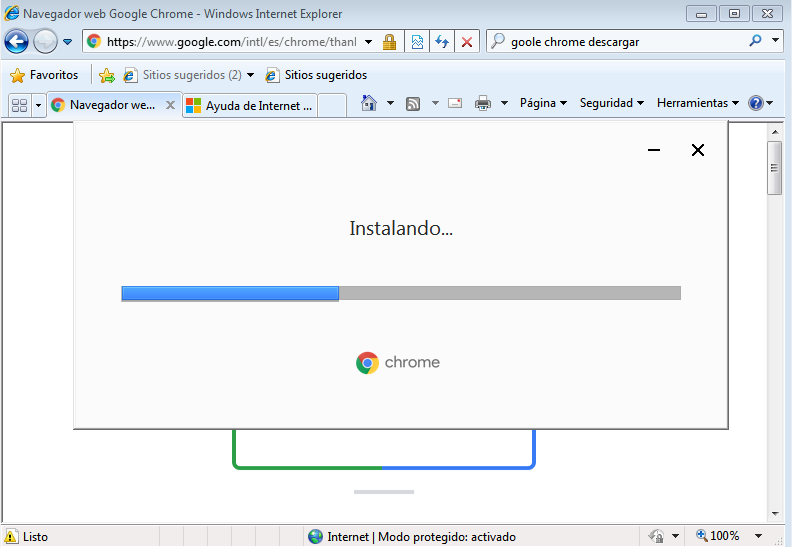 Navegador web Google Chrome - Windows Internet Explorer
https://www.google.com/intl/es/chrome/thanl
goole chrome descargar
Favoritos
Sitios sugeridos (2)
Sitios sugeridos
Navegador we...
Ayuda de Internet ...
Página
Seguridad
Herramientas
Instalando...
chrome
Listo
Internet | Modo protegido: activado
100%